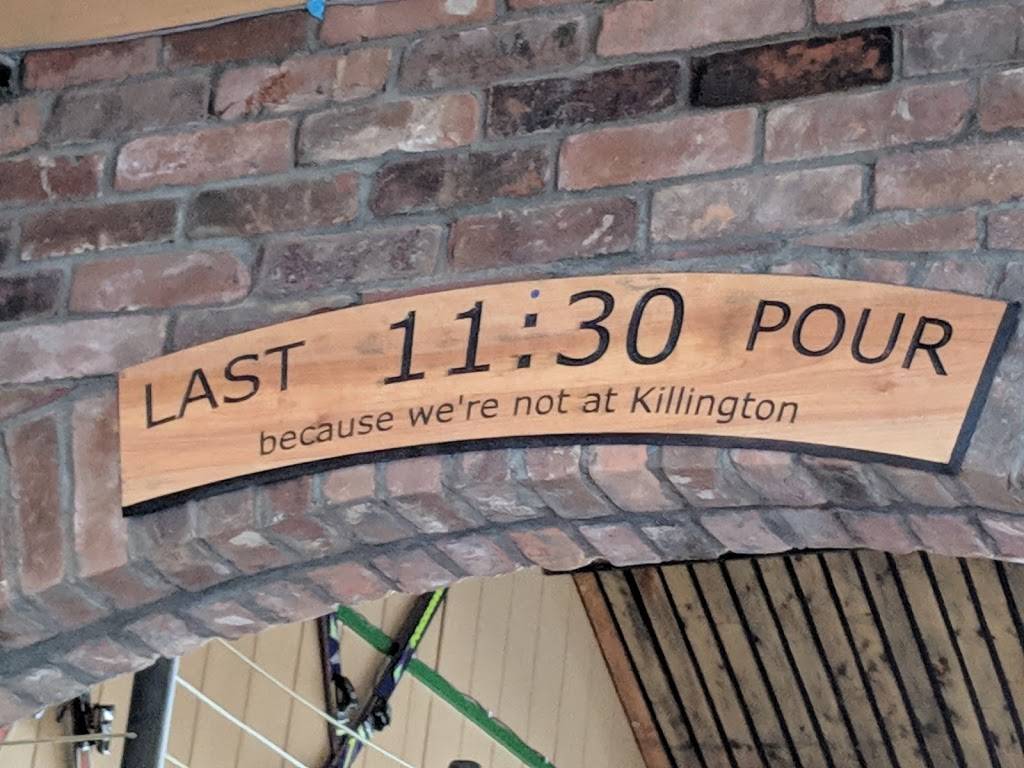 LAST 11:30 POUR
because we're not at Killington